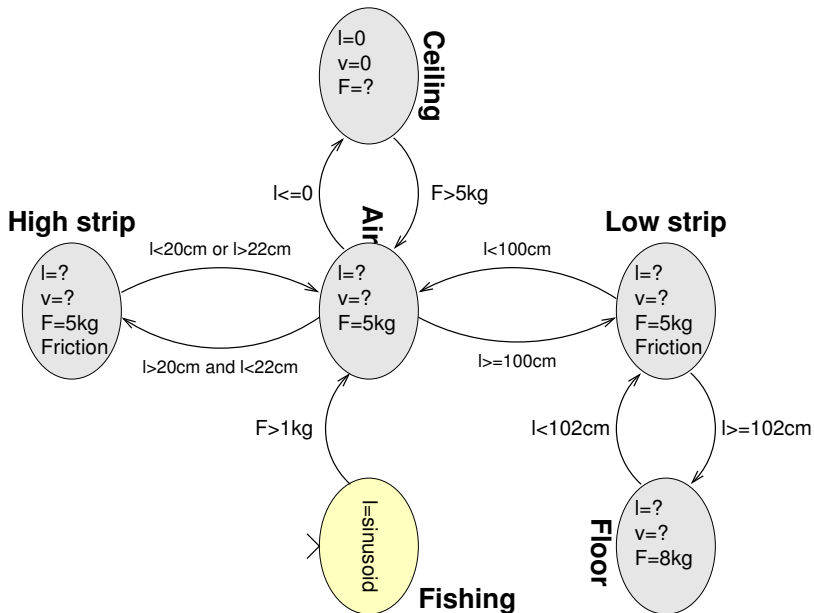 Ceiling
l=0
v=0
F=?
l<=0
F>5kg
High strip
Air
Low strip
l<20cm or l>22cm
l<100cm
l=?
v=?
F=5kg
Friction
l=?
v=?
F=5kg
l=?
v=?
F=5kg
Friction
l>20cm and l<22cm
l>=100cm
F>1kg
l<102cm
l>=102cm
l=sinusoid
Fishing
Floor
l=?
v=?
F=8kg